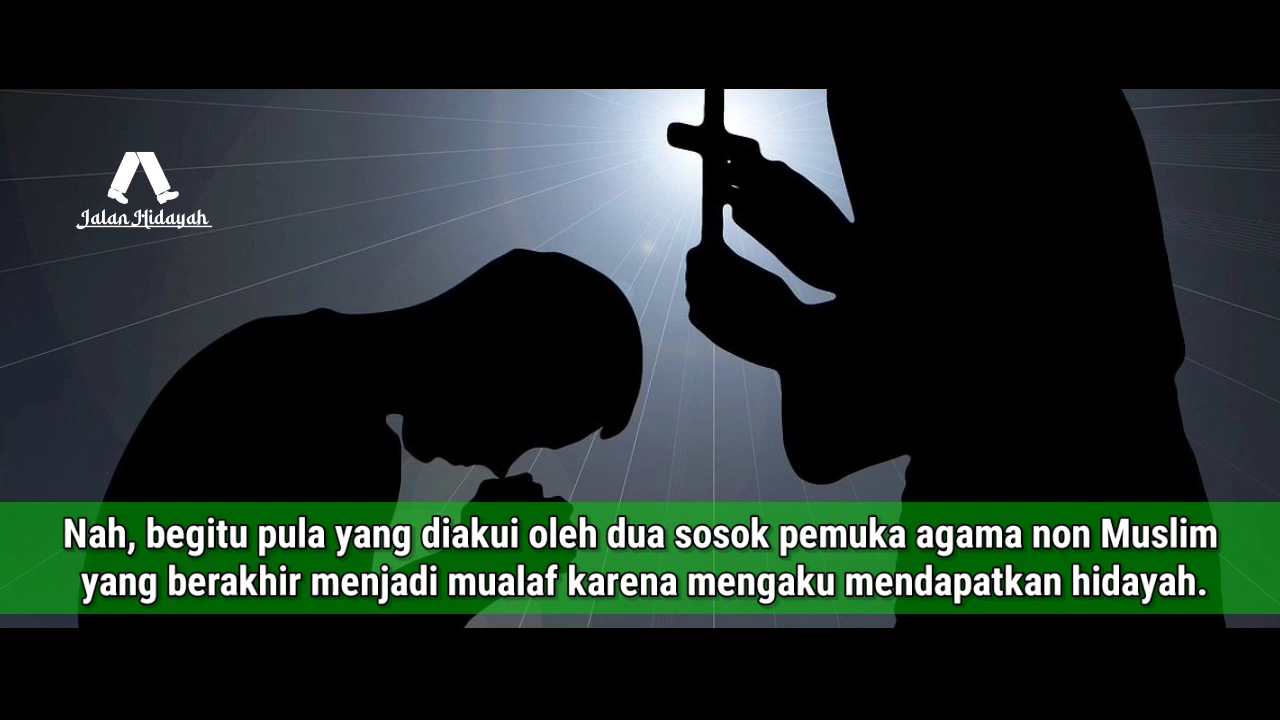 Jalan Hidayah
Nah, begitu pula yang diakui oleh dua sosok pemuka agama non Muslim
yang berakhir menjadi mualaf karena mengaku mendapatkan hidayah.